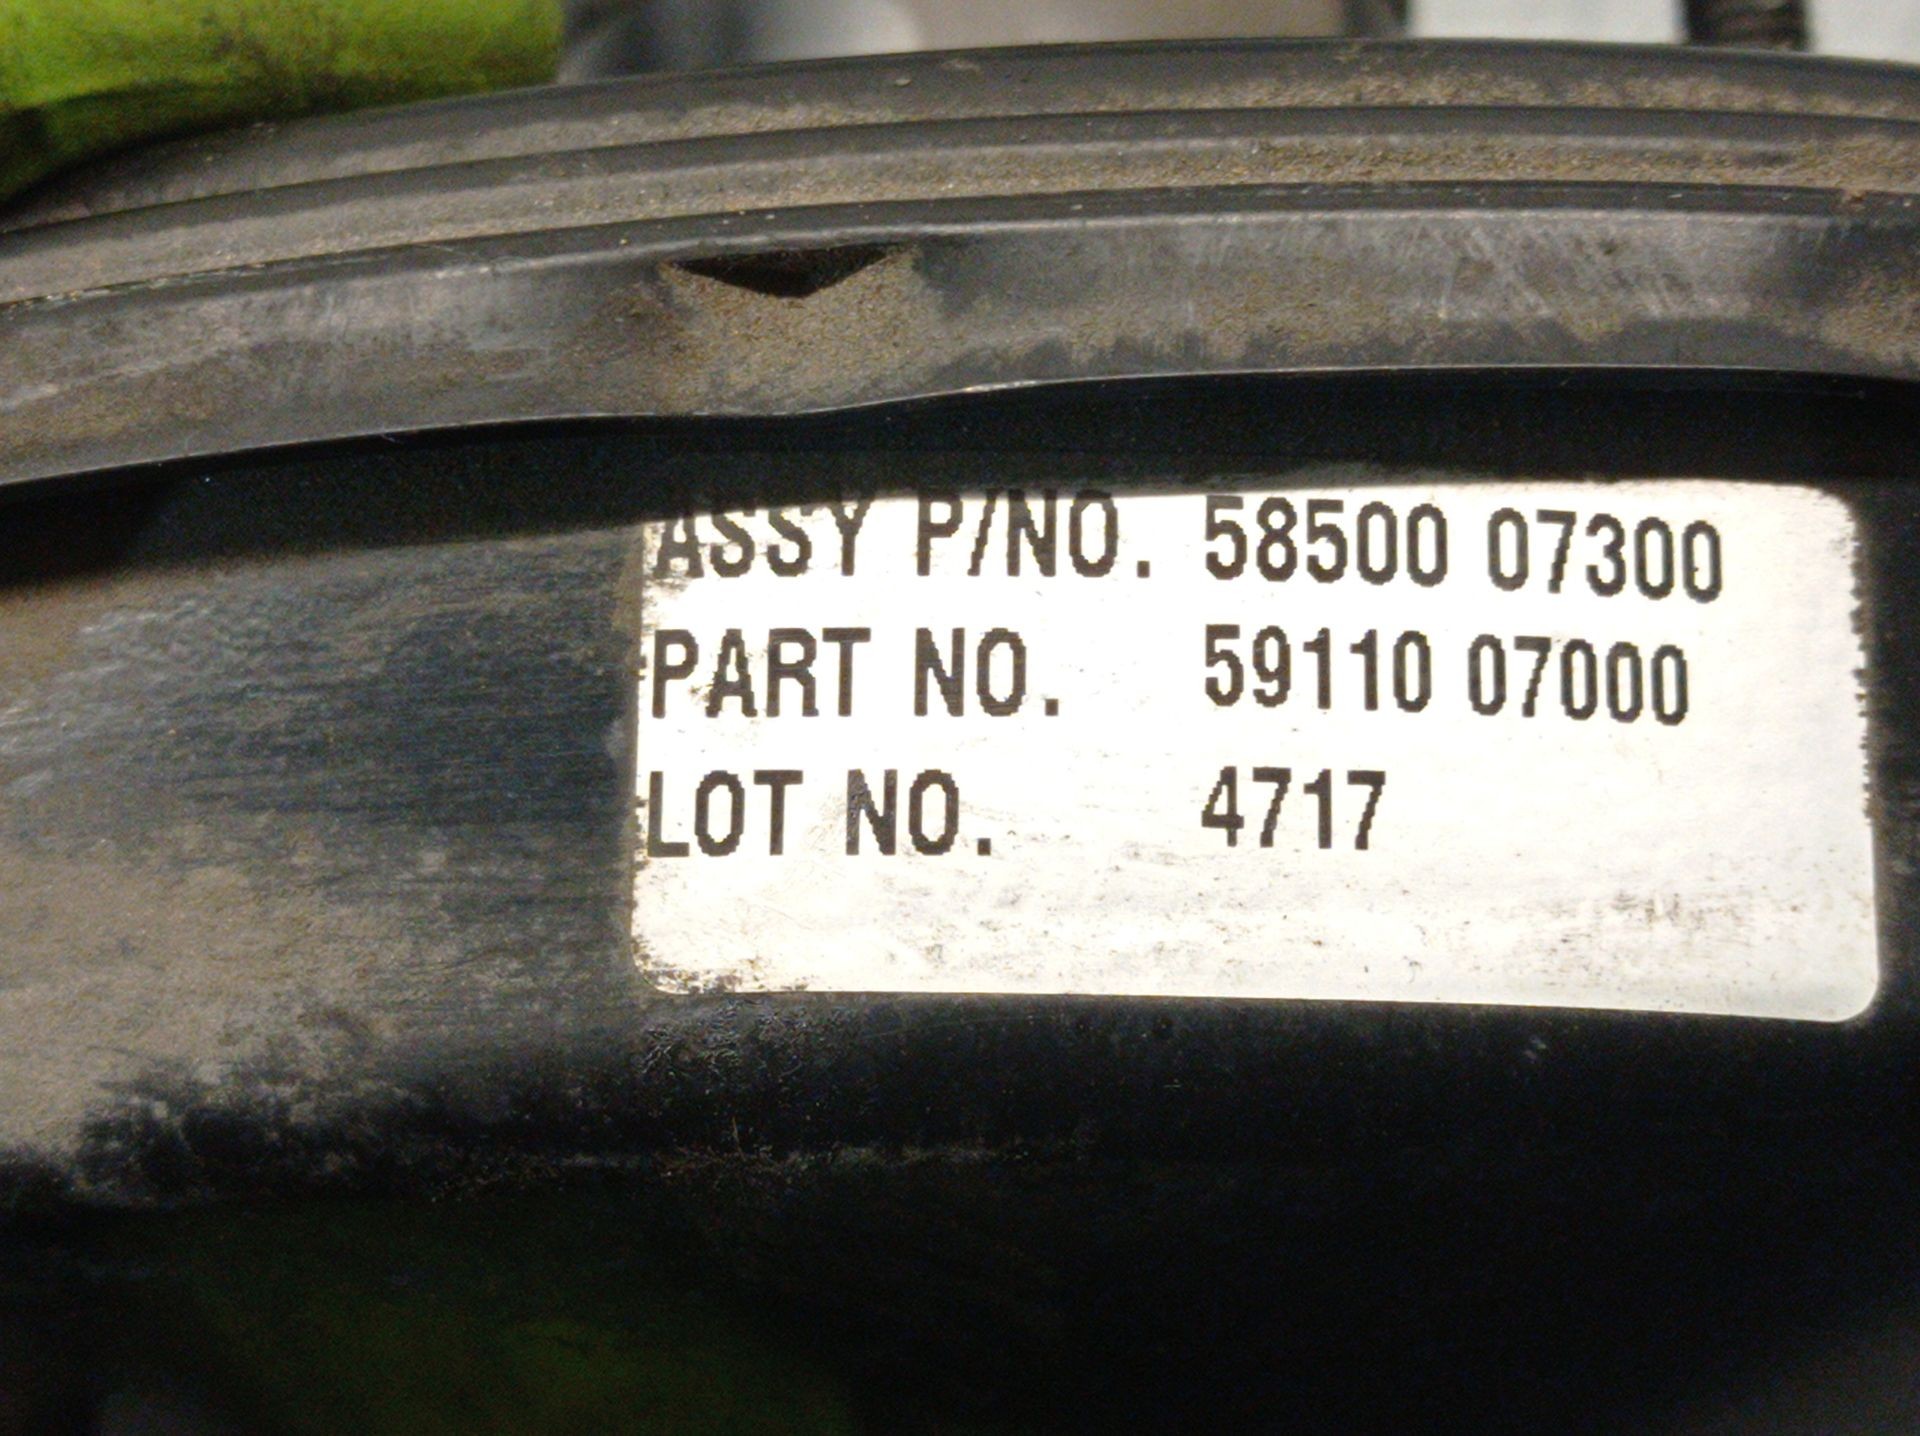 ASSY P/NO. 58500 07300
PART NO. 59110 07000
LOT NO. 4717